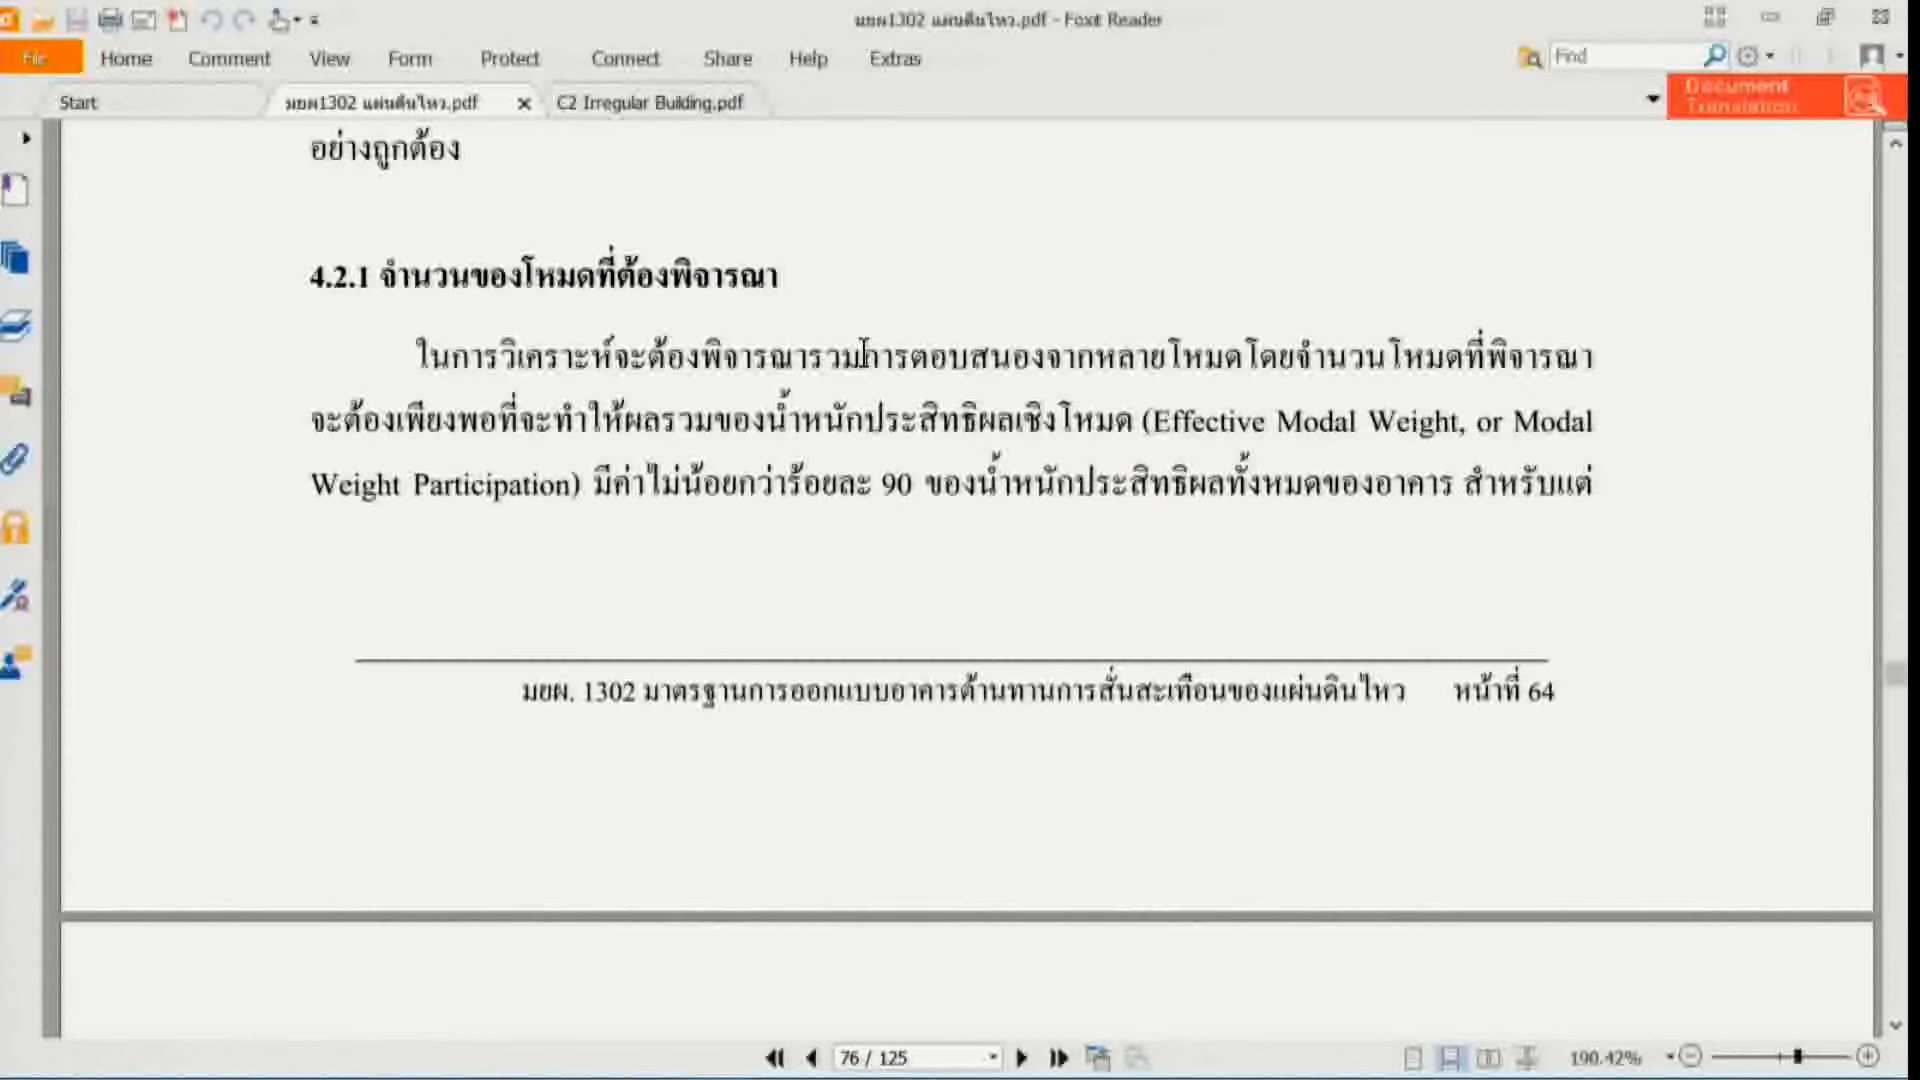 มยผ1302 แผ่นดินไหว.pdf - Foxit Reader
File Home Comment View Form Protect Connect Share Help Extras Find
Start มยผ1302 แผ่นดินไหว.pdf C2 Irregular Building.pdf Document Translation
อย่างถูกต้อง
4.2.1 จำนวนของโหมดที่ต้องพิจารณา
ในการวิเคราะห์จะต้องพิจารณารวมการตอบสนองจากหลายโหมดโดยจำนวนโหมดที่พิจารณา
จะต้องเพียงพอที่จะทำให้ผลรวมของน้ำหนักประสิทธิผลเชิงโหมด (Effective Modal Weight, or Modal
Weight Participation) มีค่าไม่น้อยกว่าร้อยละ 90 ของน้ำหนักประสิทธิผลทั้งหมดของอาคาร สำหรับแต่
มยผ. 1302 มาตรฐานการออกแบบอาคารต้านทานการสั่นสะเทือนของแผ่นดินไหว หน้าที่ 64
76 / 125 190.42%